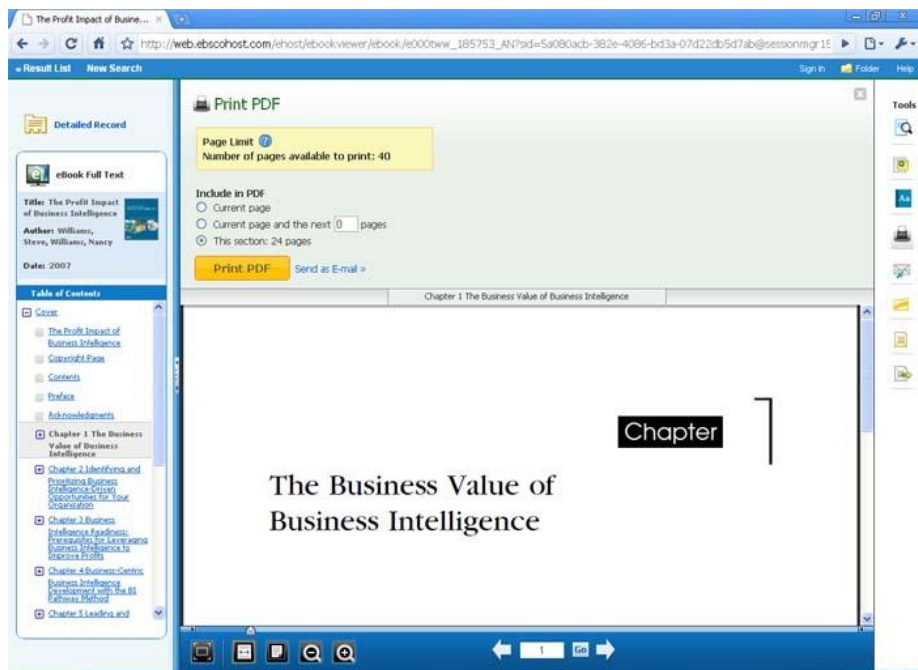 The Profit Impact of Busine...
http://web.ebscohost.com/ehost/ebookviewer/ebook/e000tww_185753_AN?sid=5a080acb-382e-4086-bd3a-07d22db5d7ab@sessionmgr15
« Result List New Search
Sign In Folder Help
Detailed Record
eBook Full Text
Title: The Profit Impact
of Business Intelligence
Author: Williams,
Steve, Williams, Nancy
Date: 2007
Table of Contents
Cover
The Profit Impact of
Business Intelligence
Copyright Page
Contents
Preface
Acknowledgments
Chapter 1 The Business
Value of Business
Intelligence
Chapter 2 Identifying and
Prioritizing Business
Intelligence-Driven
Opportunities for Your
Organization
Chapter 3 Business
Intelligence Readiness:
Prerequisites for Leveraging
Business Intelligence to
Improve Profits
Chapter 4 Business-Centric
Business Intelligence
Development with the BI
Pathway Method
Chapter 5 Leading and
Print PDF
Page Limit ?
Number of pages available to print: 40
Include in PDF
Current page
Current page and the next 0 pages
This section: 24 pages
Print PDF Send as E-mail »
Chapter 1 The Business Value of Business Intelligence
Chapter 1
The Business Value of
Business Intelligence
1 Go
Tools
Aa